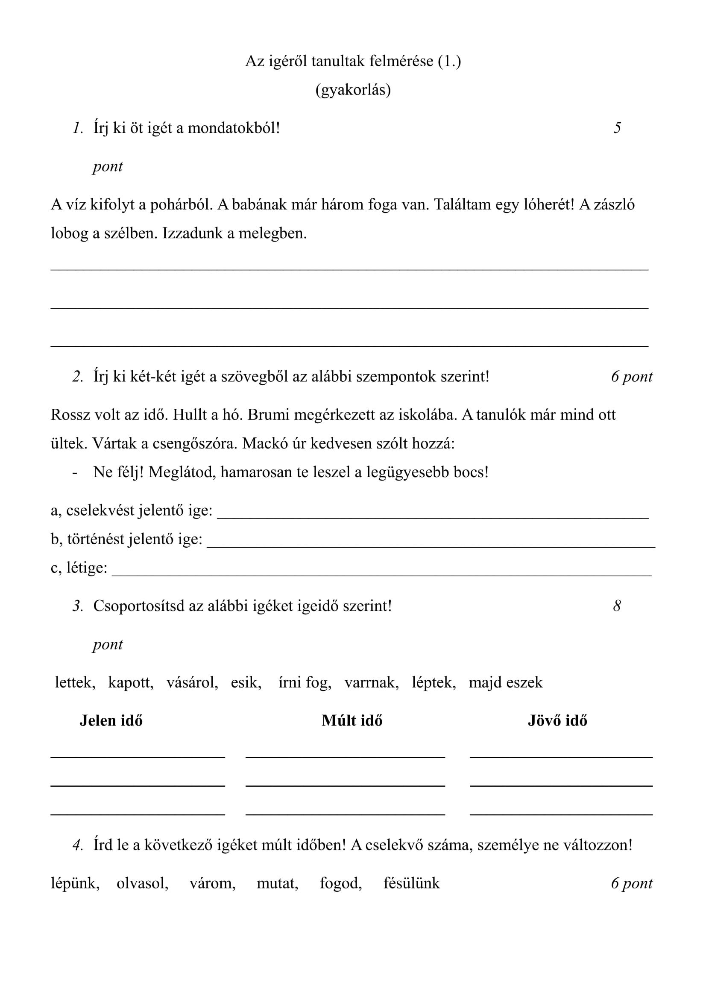 Az igéről tanultak felmérése (1.)
(gyakorlás)
1. Írj ki öt igét a mondatokból! 5
pont
A víz kifolyt a pohárból. A babának már három foga van. Találtam egy lóherét! A zászló
lobog a szélben. Izzadunk a melegben.
2. Írj ki két-két igét a szövegből az alábbi szempontok szerint! 6 pont
Rossz volt az idő. Hullt a hó. Brumi megérkezett az iskolába. A tanulók már mind ott
ültek. Vártak a csengőszóra. Mackó úr kedvesen szólt hozzá:
- Ne félj! Meglátod, hamarosan te leszel a legügyesebb bocs!
a, cselekvést jelentő ige:
b, történést jelentő ige:
c, létige:
3. Csoportosítsd az alábbi igéket igeidő szerint! 8
pont
lettek, kapott, vásárol, esik, írni fog, varrnak, léptek, majd eszek
Jelen idő Múlt idő Jövő idő
4. Írd le a következő igéket múlt időben! A cselekvő száma, személye ne változzon!
lépünk, olvasol, várom, mutat, fogod, fésülünk 6 pont